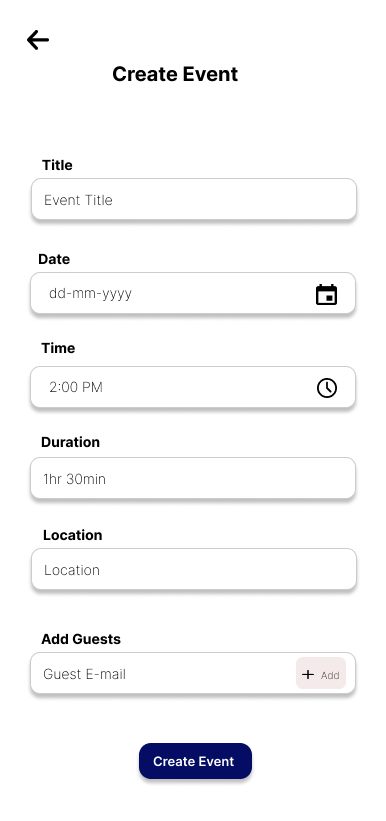 Create Event
Title
Event Title
Date
dd-mm-yyyy
Time
2:00 PM
Duration
1hr 30min
Location
Location
Add Guests
Guest E-mail
+ Add
Create Event